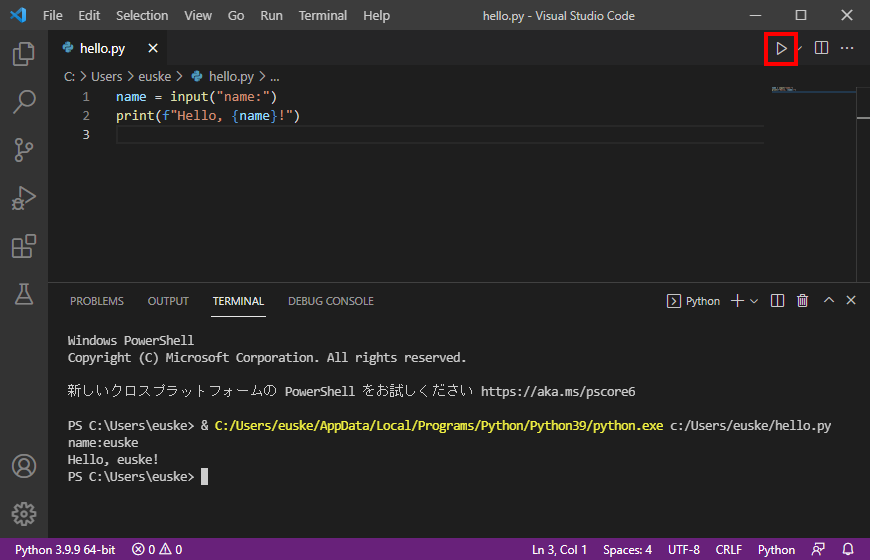 File Edit Selection View Go Run Terminal Help hello.py - Visual Studio Code
hello.py
C: > Users > euske > hello.py > ...
1 name = input("name:")
2 print(f"Hello, {name}!")
3
PROBLEMS OUTPUT TERMINAL DEBUG CONSOLE Python
Windows PowerShell
Copyright (C) Microsoft Corporation. All rights reserved.
新しいクロスプラットフォームの PowerShell をお試しください https://aka.ms/pscore6
PS C:\Users\euske> & C:/Users/euske/AppData/Local/Programs/Python/Python39/python.exe c:/Users/euske/hello.py
name:euske
Hello, euske!
PS C:\Users\euske>
Python 3.9.9 64-bit 0 0 Ln 3, Col 1 Spaces: 4 UTF-8 CRLF Python